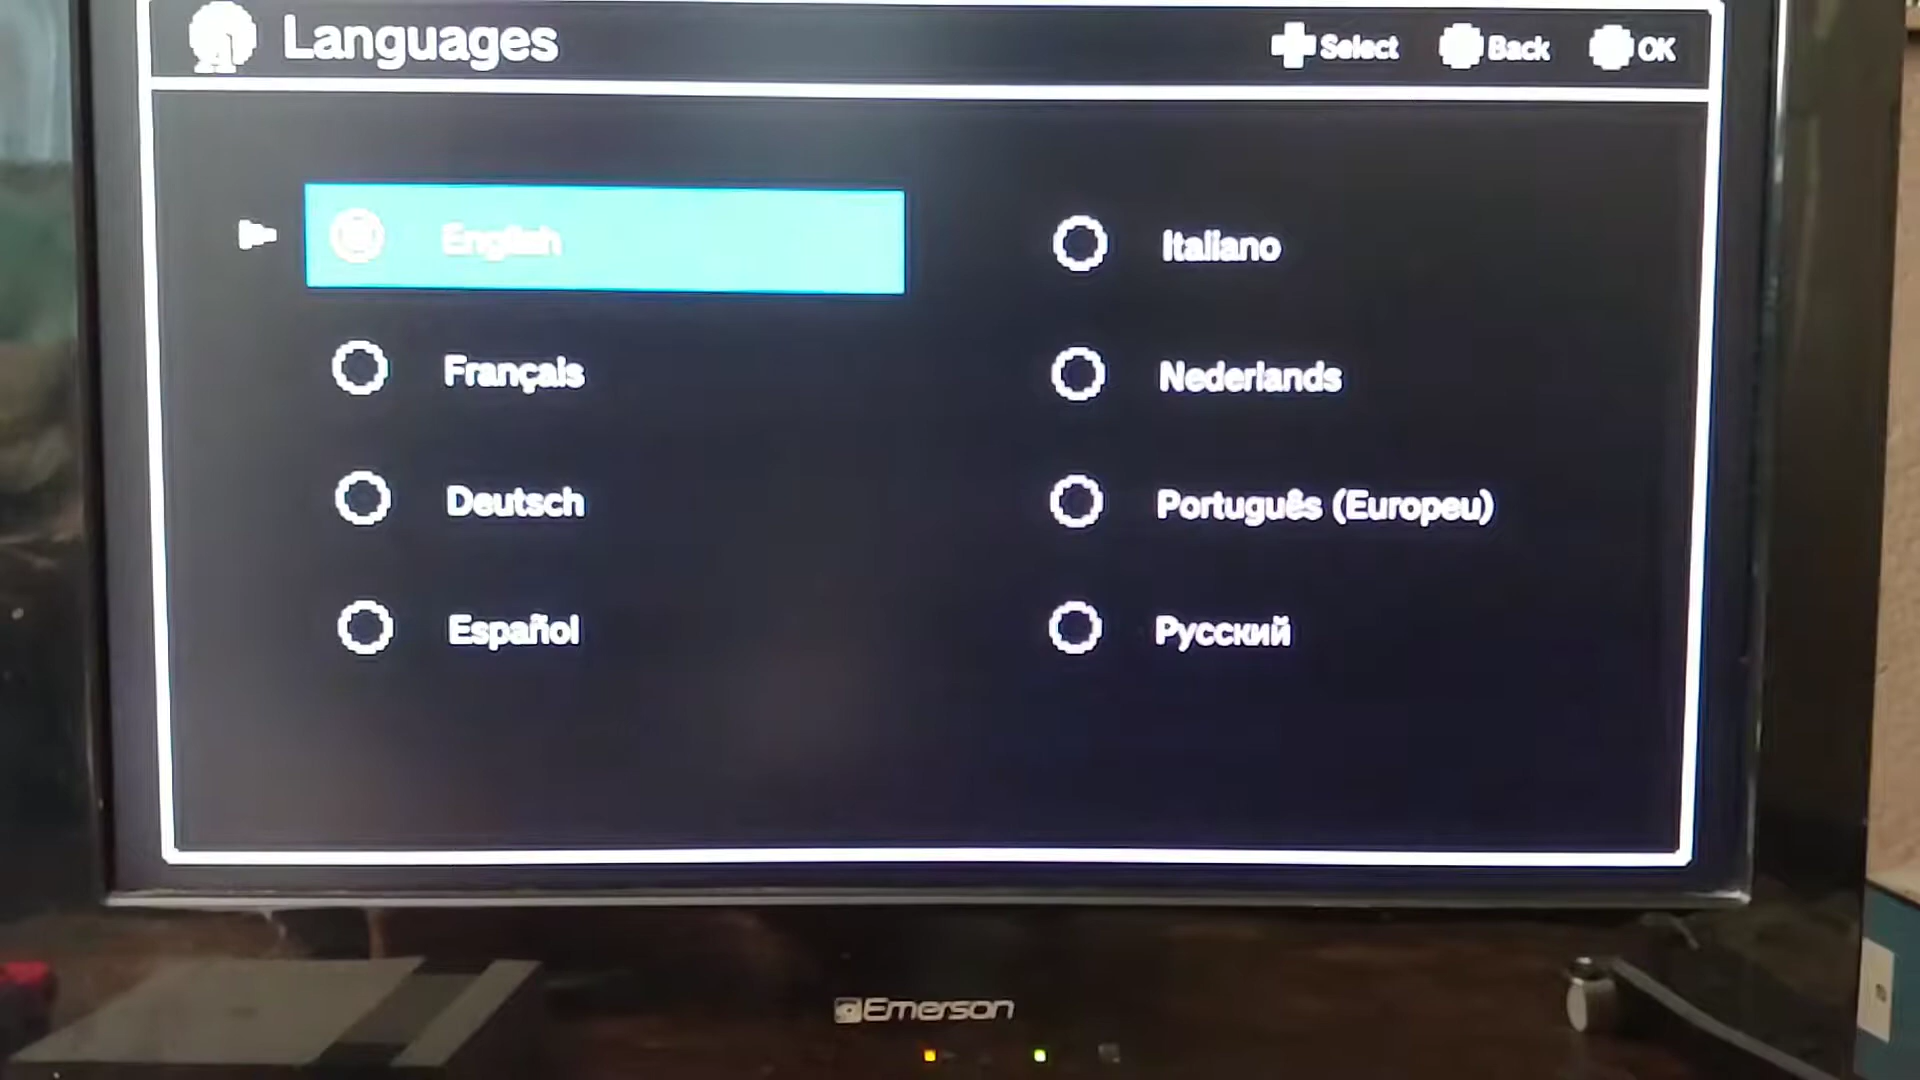 Languages
Select Back OK
English Italiano
Français Nederlands
Deutsch Português (Europeu)
Español Русский
Emerson